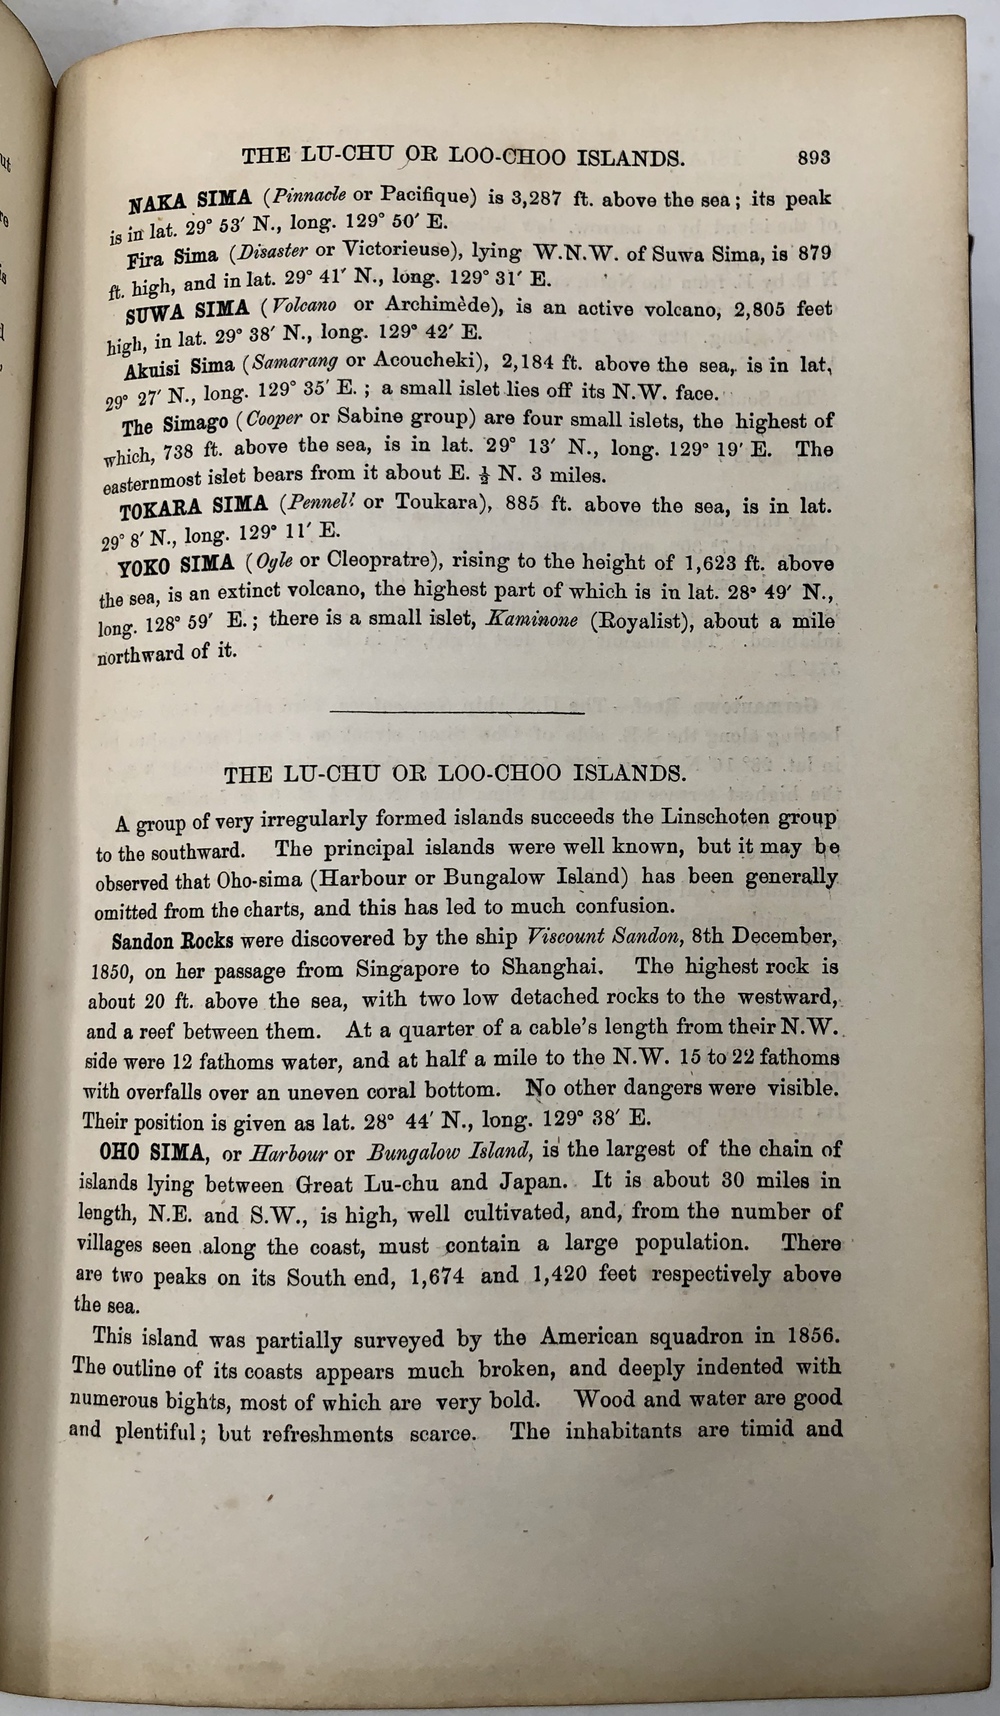 THE LU-CHU OR LOO-CHOO ISLANDS. 893
NAKA SIMA (Pinnacle or Pacifique) is 3,287 ft. above the sea; its peak
is in lat. 29° 53′ N., long. 129° 50′ E.
Fira Sima (Disaster or Victorieuse), lying W.N.W. of Suwa Sima, is 879
ft. high, and in lat. 29° 41′ N., long. 129° 31′ E.
SUWA SIMA (Volcano or Archimède), is an active volcano, 2,805 feet
high, in lat. 29° 38′ N., long. 129° 42′ E.
Akuisi Sima (Samarang or Acoucheki), 2,184 ft. above the sea, is in lat,
29° 27′ N., long. 129° 35′ E.; a small islet lies off its N.W. face.
The Simago (Cooper or Sabine group) are four small islets, the highest of
which, 738 ft. above the sea, is in lat. 29° 13′ N., long. 129° 19′ E. The
easternmost islet bears from it about E. ½ N. 3 miles.
TOKARA SIMA (Pennell or Toukara), 885 ft. above the sea, is in lat.
29° 8′ N., long. 129° 11′ E.
YOKO SIMA (Ogle or Cleopratre), rising to the height of 1,623 ft. above
the sea, is an extinct volcano, the highest part of which is in lat. 28° 49′ N.,
long. 128° 59′ E.; there is a small islet, Kaminone (Royalist), about a mile
northward of it.
THE LU-CHU OR LOO-CHOO ISLANDS.
A group of very irregularly formed islands succeeds the Linschoten group
to the southward. The principal islands were well known, but it may be
observed that Oho-sima (Harbour or Bungalow Island) has been generally
omitted from the charts, and this has led to much confusion.
Sandon Rocks were discovered by the ship Viscount Sandon, 8th December,
1850, on her passage from Singapore to Shanghai. The highest rock is
about 20 ft. above the sea, with two low detached rocks to the westward,
and a reef between them. At a quarter of a cable's length from their N.W.
side were 12 fathoms water, and at half a mile to the N.W. 15 to 22 fathoms
with overfalls over an uneven coral bottom. No other dangers were visible.
Their position is given as lat. 28° 44′ N., long. 129° 38′ E.
OHO SIMA, or Harbour or Bungalow Island, is the largest of the chain of
islands lying between Great Lu-chu and Japan. It is about 30 miles in
length, N.E. and S.W., is high, well cultivated, and, from the number of
villages seen along the coast, must contain a large population. There
are two peaks on its South end, 1,674 and 1,420 feet respectively above
the sea.
This island was partially surveyed by the American squadron in 1856.
The outline of its coasts appears much broken, and deeply indented with
numerous bights, most of which are very bold. Wood and water are good
and plentiful; but refreshments scarce. The inhabitants are timid and